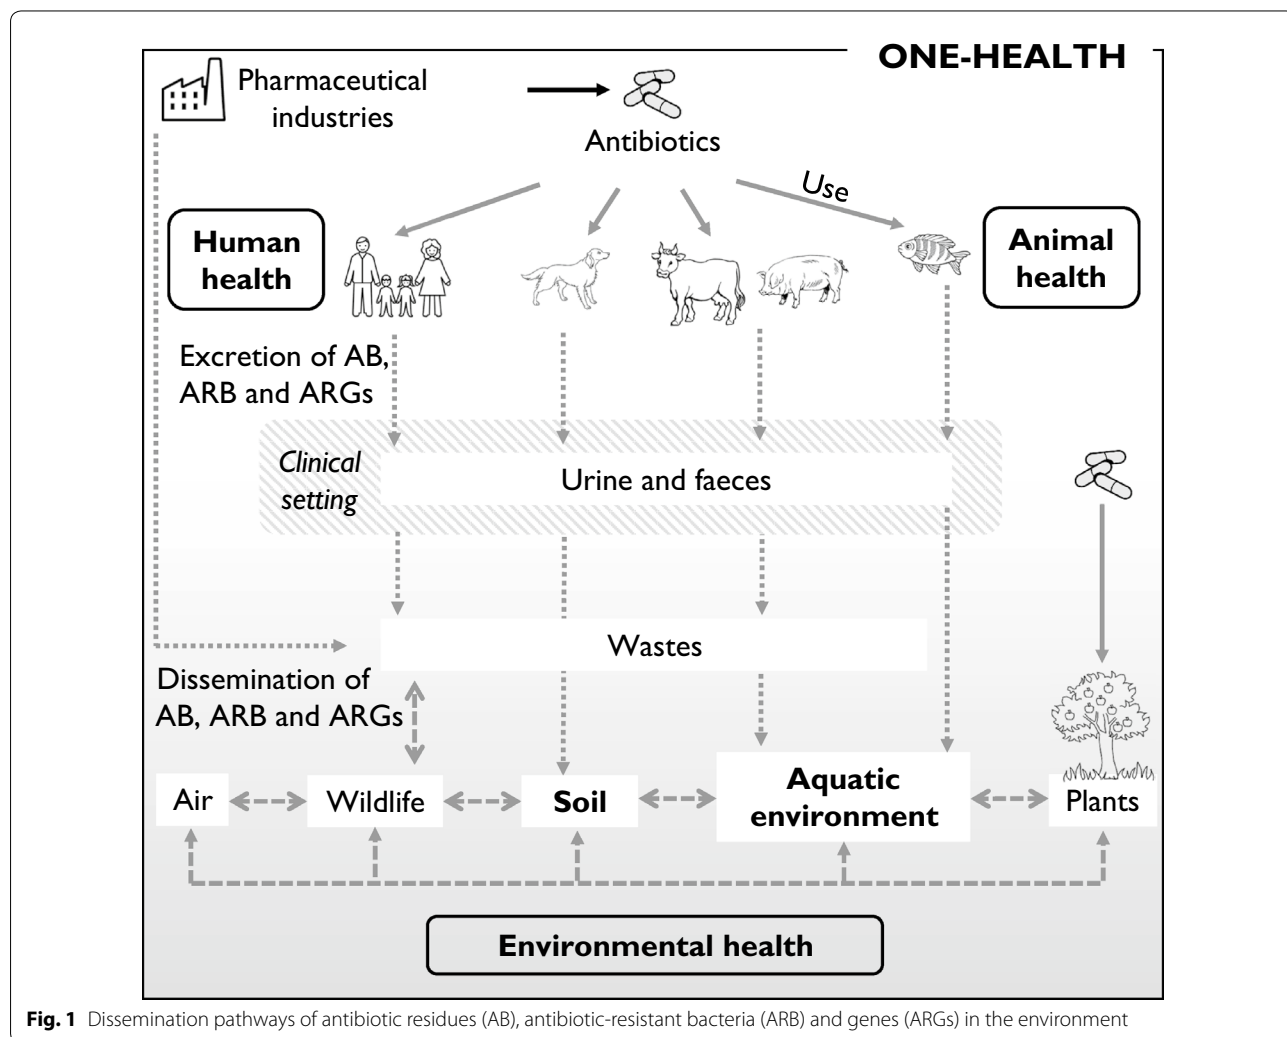 ONE-HEALTH
Pharmaceutical
industries
Antibiotics
Use
Human
health
Animal
health
Excretion of AB,
ARB and ARGs
Clinical
setting
Urine and faeces
Wastes
Dissemination of
AB, ARB and ARGs
Air
Wildlife
Soil
Aquatic
environment
Plants
Environmental health
Fig. 1 Dissemination pathways of antibiotic residues (AB), antibiotic-resistant bacteria (ARB) and genes (ARGs) in the environment